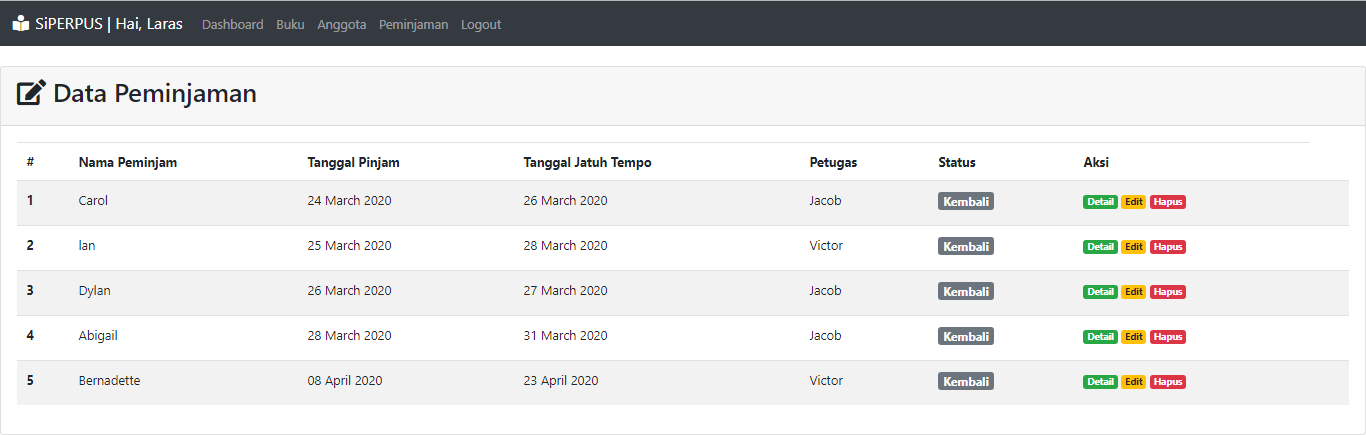 SiPERPUS | Hai, Laras Dashboard Buku Anggota Peminjaman Logout
Data Peminjaman
# Nama Peminjam Tanggal Pinjam Tanggal Jatuh Tempo Petugas Status Aksi
1 Carol 24 March 2020 26 March 2020 Jacob Kembali Detail Edit Hapus
2 Ian 25 March 2020 28 March 2020 Victor Kembali Detail Edit Hapus
3 Dylan 26 March 2020 27 March 2020 Jacob Kembali Detail Edit Hapus
4 Abigail 28 March 2020 31 March 2020 Jacob Kembali Detail Edit Hapus
5 Bernadette 08 April 2020 23 April 2020 Victor Kembali Detail Edit Hapus